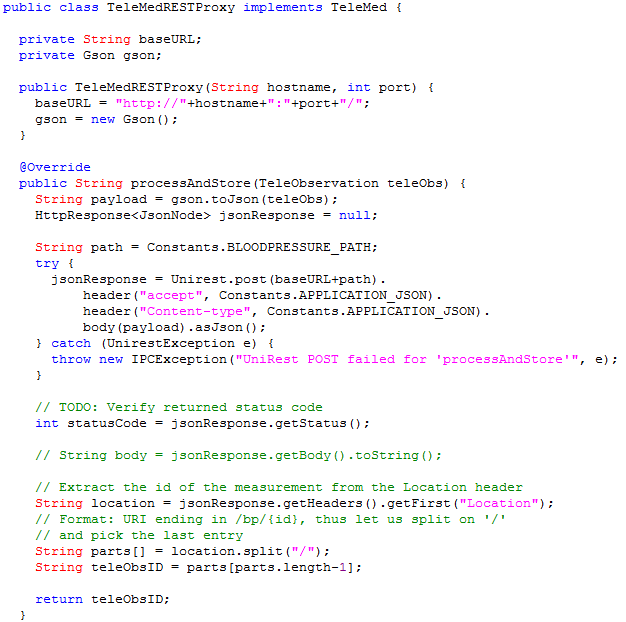 public class TeleMedRESTProxy implements TeleMed {

  private String baseURL;
  private Gson gson;

  public TeleMedRESTProxy(String hostname, int port) {
    baseURL = "http://"+hostname+":"+port+"/";
    gson = new Gson();
  }

  @Override
  public String processAndStore(TeleObservation teleObs) {
    String payload = gson.toJson(teleObs);
    HttpResponse<JsonNode> jsonResponse = null;

    String path = Constants.BLOODPRESSURE_PATH;
    try {
      jsonResponse = Unirest.post(baseURL+path).
          header("accept", Constants.APPLICATION_JSON).
          header("Content-type", Constants.APPLICATION_JSON).
          body(payload).asJson();
    } catch (UnirestException e) {
      throw new IPCException("UniRest POST failed for 'processAndStore'", e);
    }

    // TODO: Verify returned status code
    int statusCode = jsonResponse.getStatus();

    // String body = jsonResponse.getBody().toString();

    // Extract the id of the measurement from the Location header
    String location = jsonResponse.getHeaders().getFirst("Location");
    // Format: URI ending in /bp/{id}, thus let us split on '/'
    // and pick the last entry
    String parts[] = location.split("/");
    String teleObsID = parts[parts.length-1];

    return teleObsID;
  }